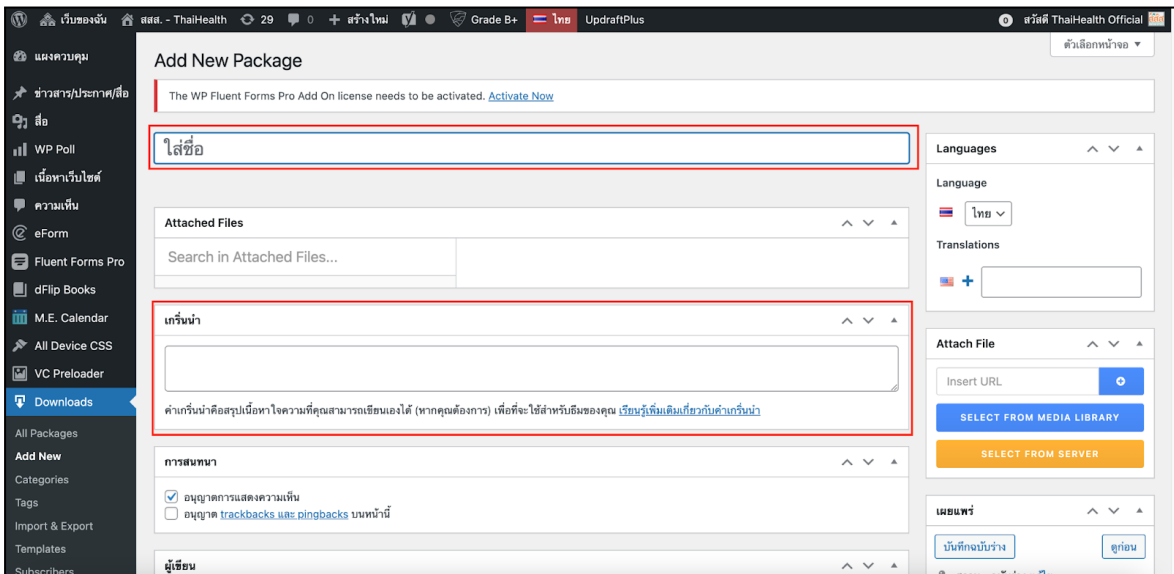 เว็บของฉัน สสส. - ThaiHealth 29 0 สร้างใหม่ Grade B+ ไทย UpdraftPlus 0 สวัสดี ThaiHealth Official
แผงควบคุม
ข่าวสาร/ประกาศ/สื่อ
สื่อ
WP Poll
เนื้อหาเว็บไซต์
ความเห็น
eForm
Fluent Forms Pro
dFlip Books
M.E. Calendar
All Device CSS
VC Preloader
Downloads
All Packages
Add New
Categories
Tags
Import & Export
Templates
Subscribers
ตัวเลือกหน้าจอ
Add New Package
The WP Fluent Forms Pro Add On license needs to be activated. Activate Now
ใส่ชื่อ
Attached Files
Search in Attached Files...
เกริ่นนำ
คำเกริ่นนำคือสรุปเนื้อหาใจความที่คุณสามารถเขียนเองได้ (หากคุณต้องการ) เพื่อที่จะใช้สำหรับธีมของคุณ เรียนรู้เพิ่มเติมเกี่ยวกับคำเกริ่นนำ
การสนทนา
อนุญาตการแสดงความเห็น
อนุญาต trackbacks และ pingbacks บนหน้านี้
ผู้เขียน
Languages
Language
ไทย
Translations
Attach File
Insert URL
SELECT FROM MEDIA LIBRARY
SELECT FROM SERVER
เผยแพร่
บันทึกฉบับร่าง ดูก่อน